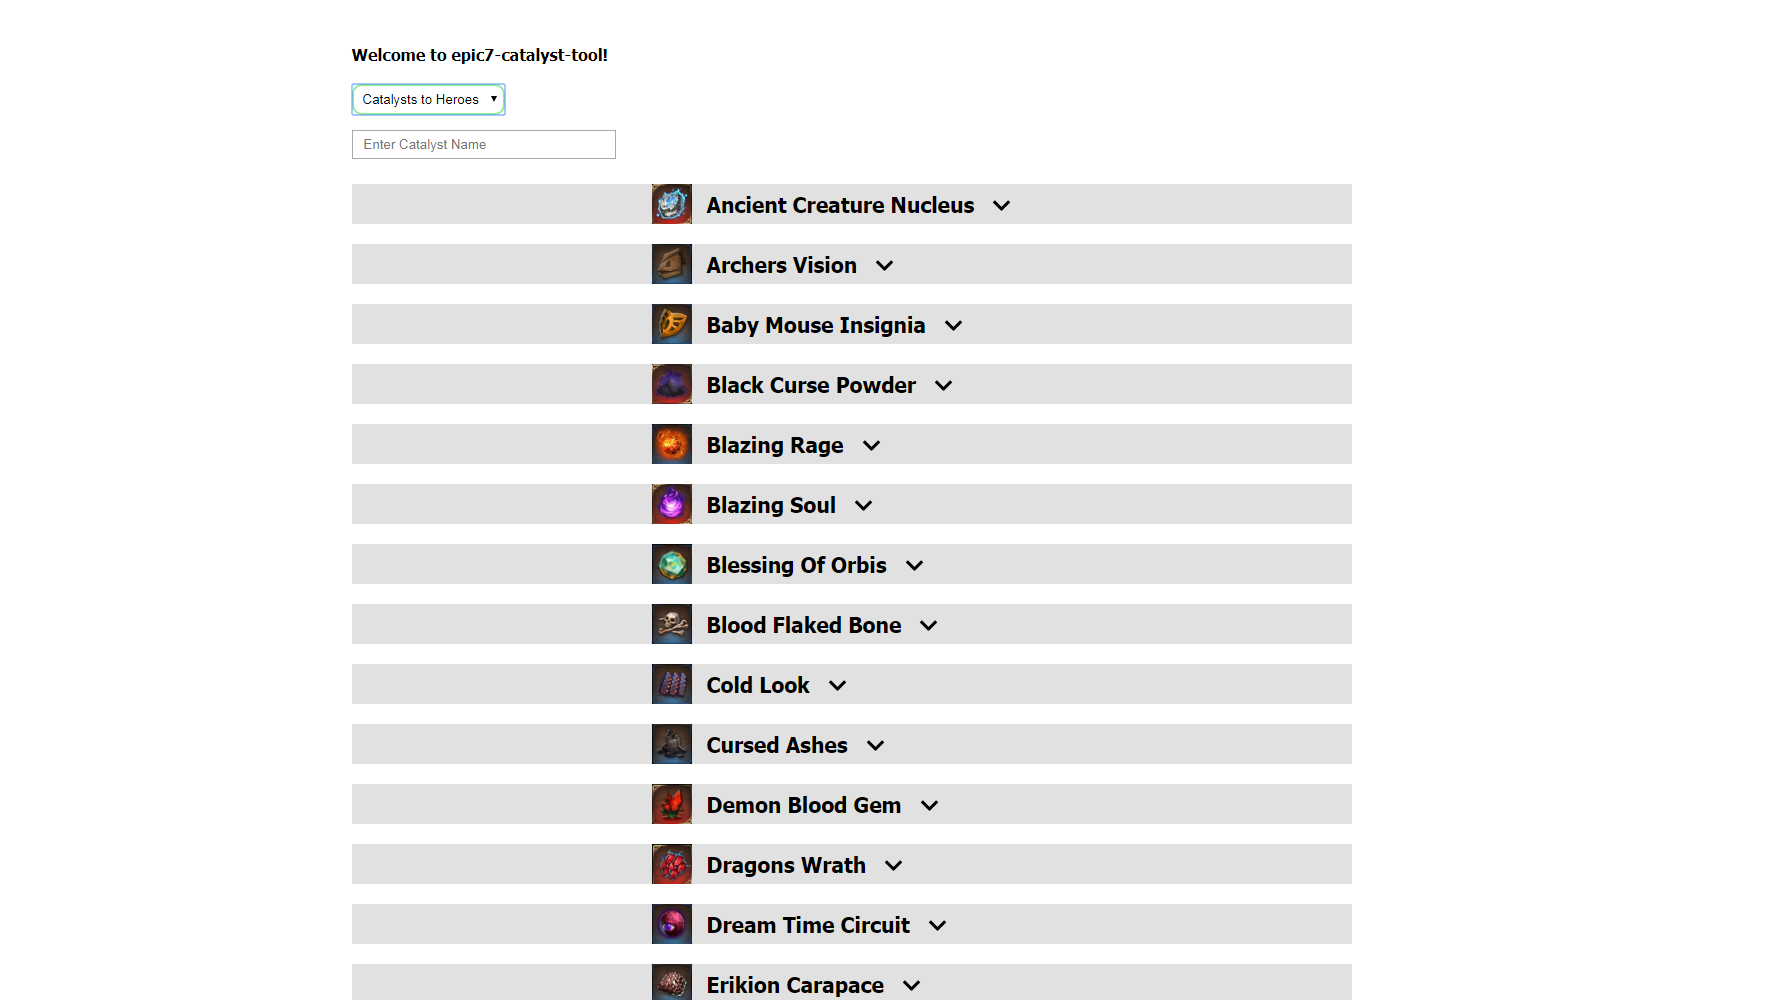 Welcome to epic7-catalyst-tool!
Catalysts to Heroes
Enter Catalyst Name
Ancient Creature Nucleus
Archers Vision
Baby Mouse Insignia
Black Curse Powder
Blazing Rage
Blazing Soul
Blessing Of Orbis
Blood Flaked Bone
Cold Look
Cursed Ashes
Demon Blood Gem
Dragons Wrath
Dream Time Circuit
Erikion Carapace